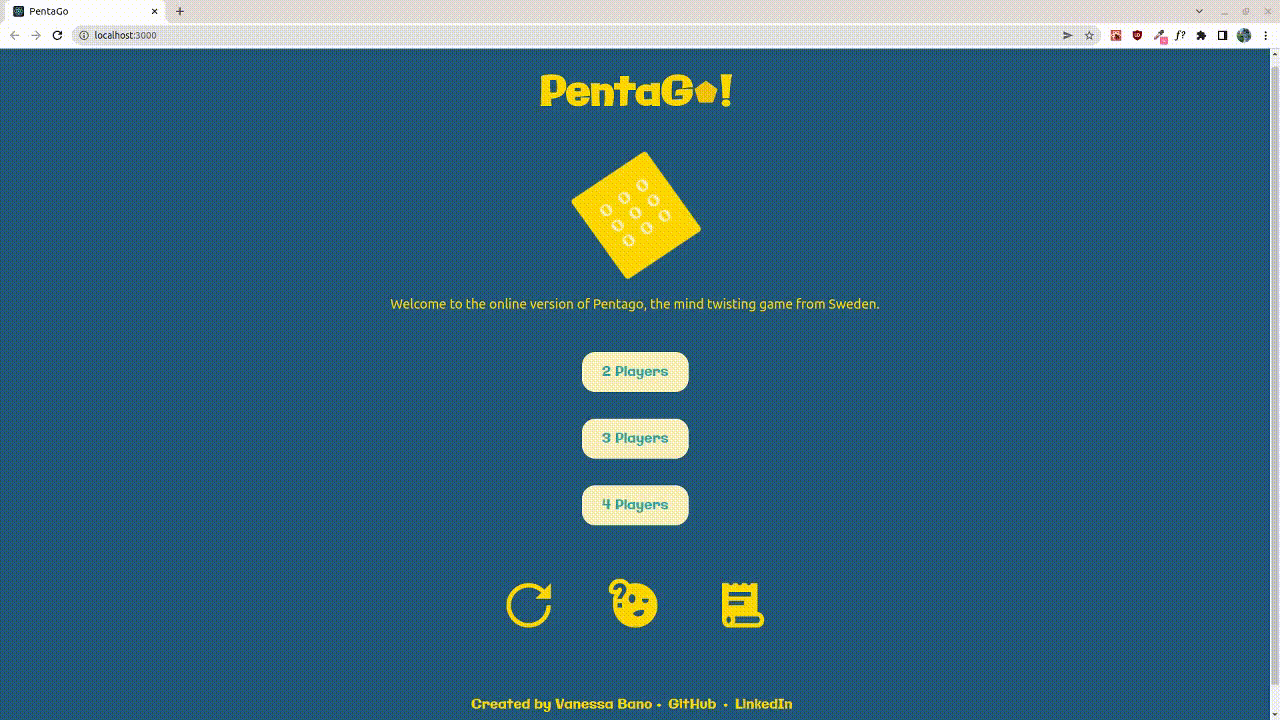 PentaGo
localhost:3000
PentaG!
Welcome to the online version of Pentago, the mind twisting game from Sweden.
2 Players
3 Players
4 Players
Created by Vanessa Bano • GitHub • LinkedIn